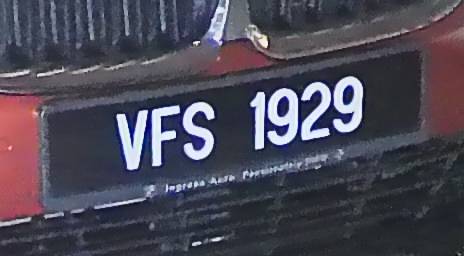 VFS 1929
Ingress Auto